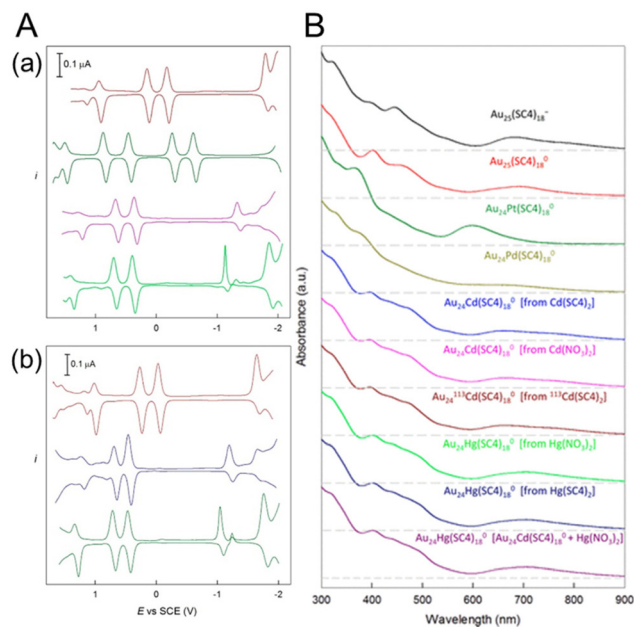 A
(a)
0.1 µA
i
1 0 -1 -2
(b)
0.1 µA
i
1 0 -1 -2
E vs SCE (V)
B
Absorbance (a.u.)
Au₂₅(SC4)₁₈⁻
Au₂₅(SC4)₁₈⁰
Au₂₄Pt(SC4)₁₈⁰
Au₂₄Pd(SC4)₁₈⁰
Au₂₄Cd(SC4)₁₈⁰ [from Cd(SC4)₂]
Au₂₄Cd(SC4)₁₈⁰ [from Cd(NO₃)₂]
Au₂₄¹¹³Cd(SC4)₁₈⁰ [from ¹¹³Cd(SC4)₂]
Au₂₄Hg(SC4)₁₈⁰ [from Hg(NO₃)₂]
Au₂₄Hg(SC4)₁₈⁰ [from Hg(SC4)₂]
Au₂₄Hg(SC4)₁₈⁰ [Au₂₄Cd(SC4)₁₈⁰ + Hg(NO₃)₂]
300 400 500 600 700 800 900
Wavelength (nm)